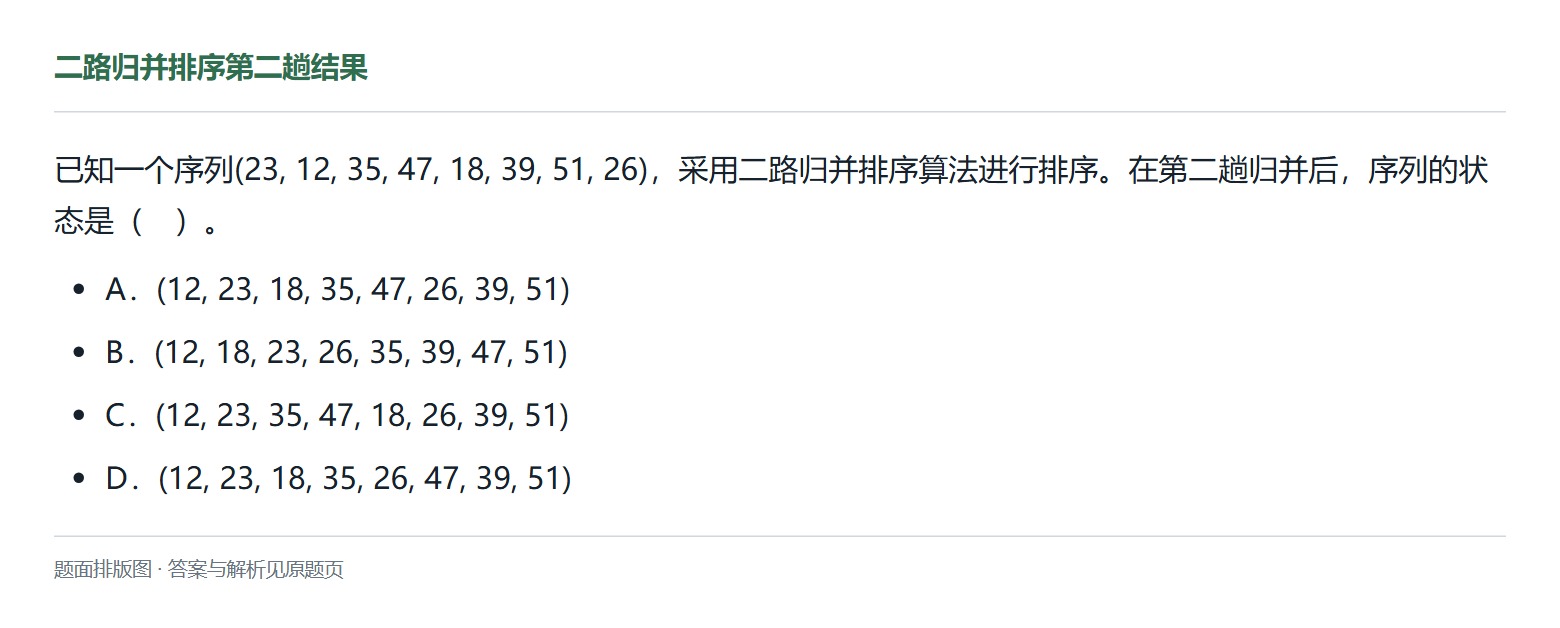 二路归并排序第二趟结果
已知一个序列(23, 12, 35, 47, 18, 39, 51, 26)，采用二路归并排序算法进行排序。在第二趟归并后，序列的状
态是（　）。
• A．(12, 23, 18, 35, 47, 26, 39, 51)
• B．(12, 18, 23, 26, 35, 39, 47, 51)
• C．(12, 23, 35, 47, 18, 26, 39, 51)
• D．(12, 23, 18, 35, 26, 47, 39, 51)
题面排版图 · 答案与解析见原题页